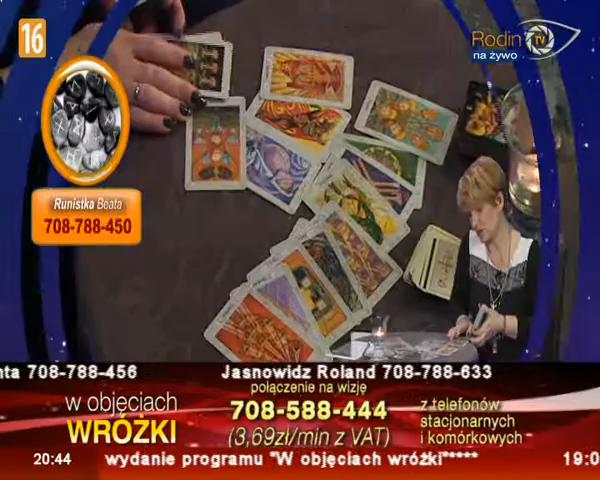 16
Rodin TV
na żywo
Runistka Beata
708-788-450
nta 708-788-456 Jasnowidz Roland 708-788-633
połączenie na wizję
w objęciach
WRÓŻKI
708-588-444
(3,69zł/min z VAT)
z telefonów
stacjonarnych
i komórkowych
20:44 wydanie programu "W objęciach wróżki"***** 19:0